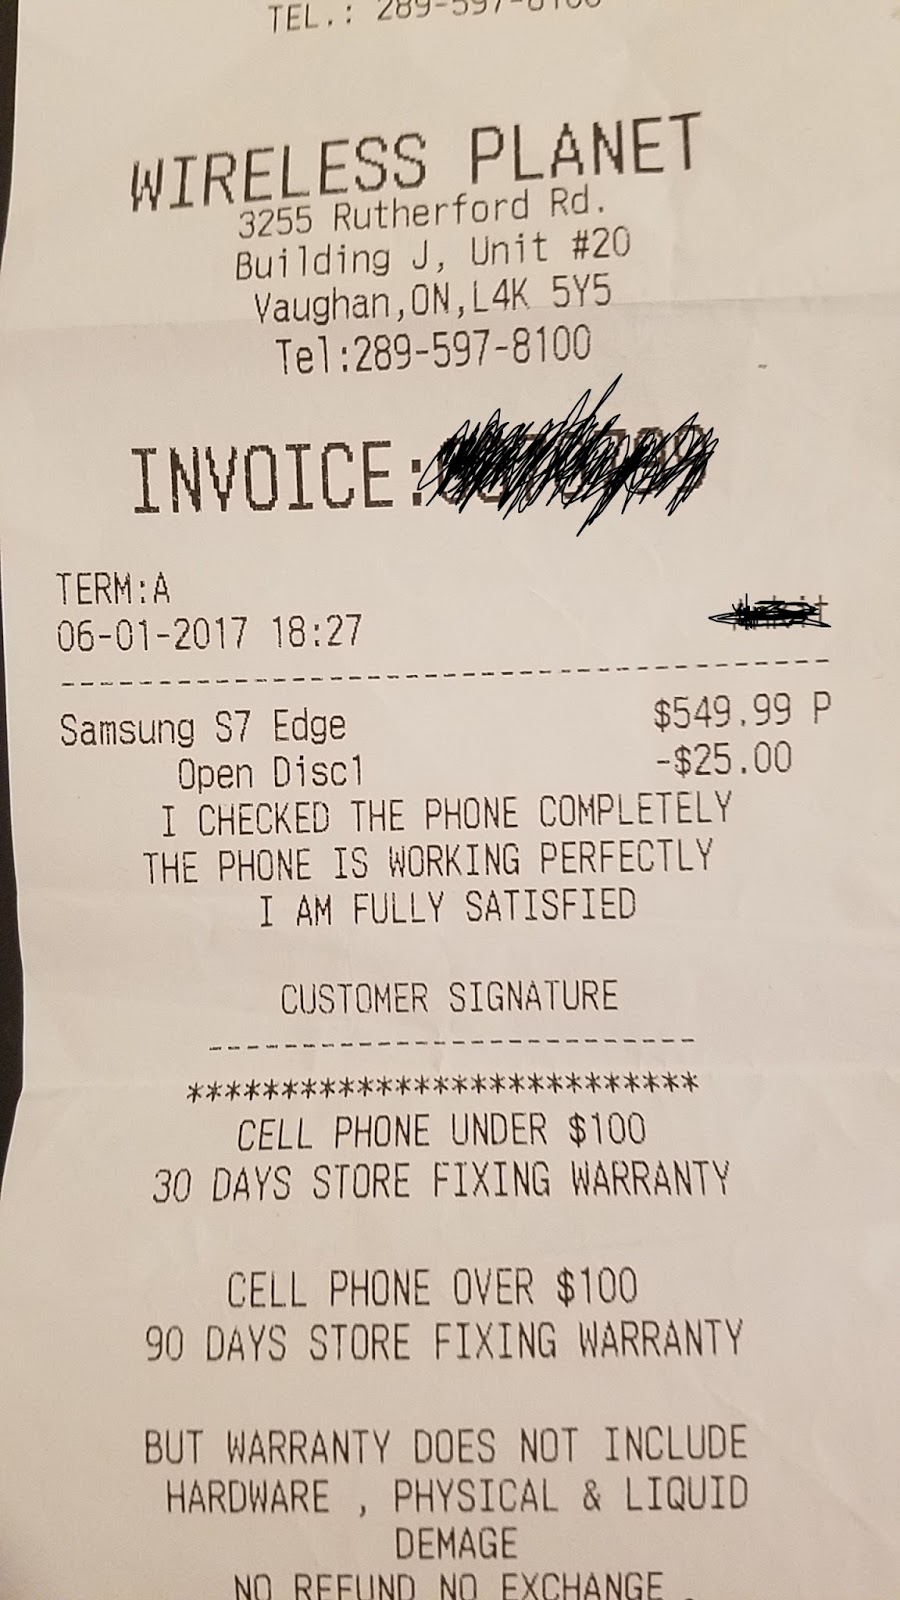 TEL.: 289-597-8100
WIRELESS PLANET
3255 Rutherford Rd.
Building J, Unit #20
Vaughan,ON,L4K 5Y5
Tel:289-597-8100
INVOICE:
TERM:A
06-01-2017 18:27
Samsung S7 Edge $549.99 P
Open Disc1 -$25.00
I CHECKED THE PHONE COMPLETELY
THE PHONE IS WORKING PERFECTLY
I AM FULLY SATISFIED
CUSTOMER SIGNATURE
***************************
CELL PHONE UNDER $100
30 DAYS STORE FIXING WARRANTY
CELL PHONE OVER $100
90 DAYS STORE FIXING WARRANTY
BUT WARRANTY DOES NOT INCLUDE
HARDWARE , PHYSICAL & LIQUID
DEMAGE
NO REFUND NO EXCHANGE